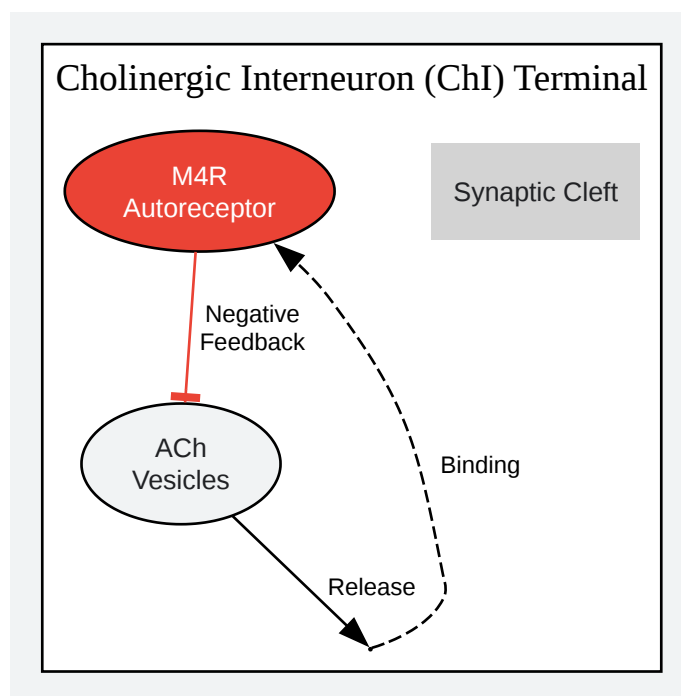 Cholinergic Interneuron (ChI) Terminal
M4R
Autoreceptor
Synaptic Cleft
Negative
Feedback
ACh
Vesicles
Binding
Release